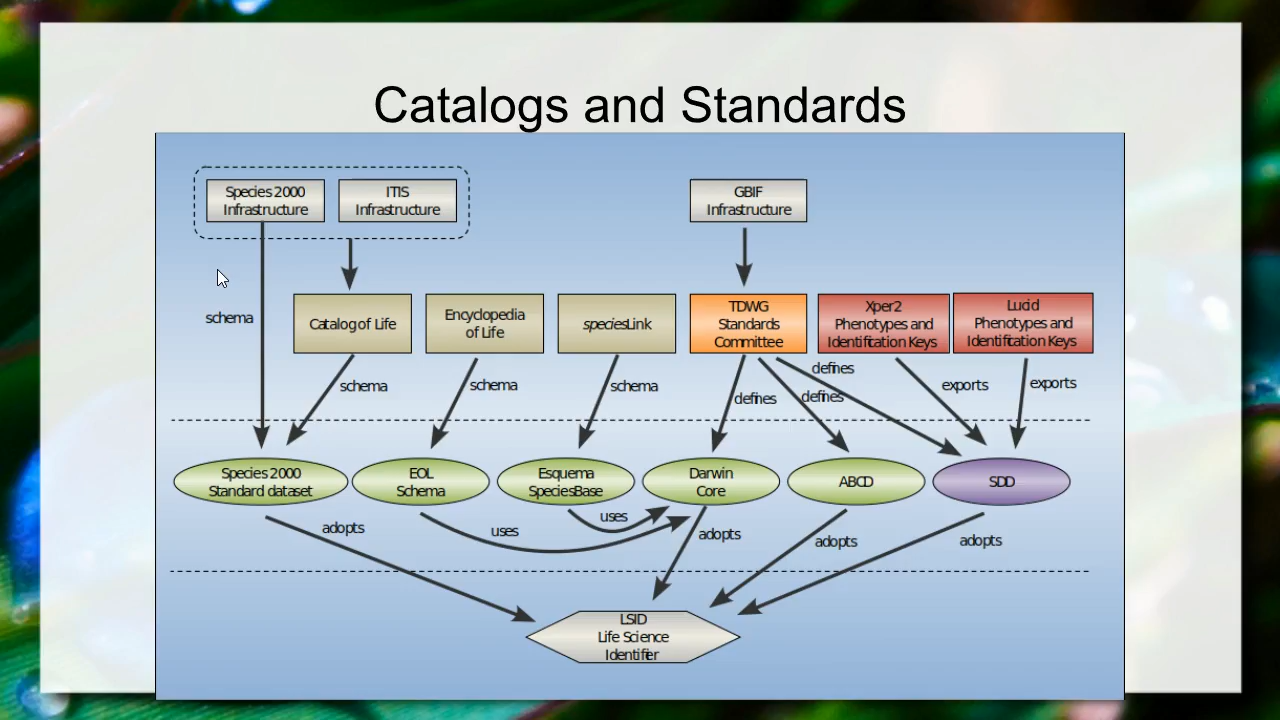 Catalogs and Standards
Species 2000
Infrastructure
ITIS
Infrastructure
GBIF
Infrastructure
schema
Catalog of Life
Encyclopedia
of Life
speciesLink
TDWG
Standards
Committee
Xper2
Phenotypes and
Identification Keys
Lucid
Phenotypes and
Identification Keys
schema
schema
schema
defines
defines
defines
exports
exports
Species 2000
Standard dataset
EOL
Schema
Esquema
SpeciesBase
Darwin
Core
ABCD
SDD
adopts
uses
uses
adopts
adopts
adopts
LSID
Life Science
Identifier